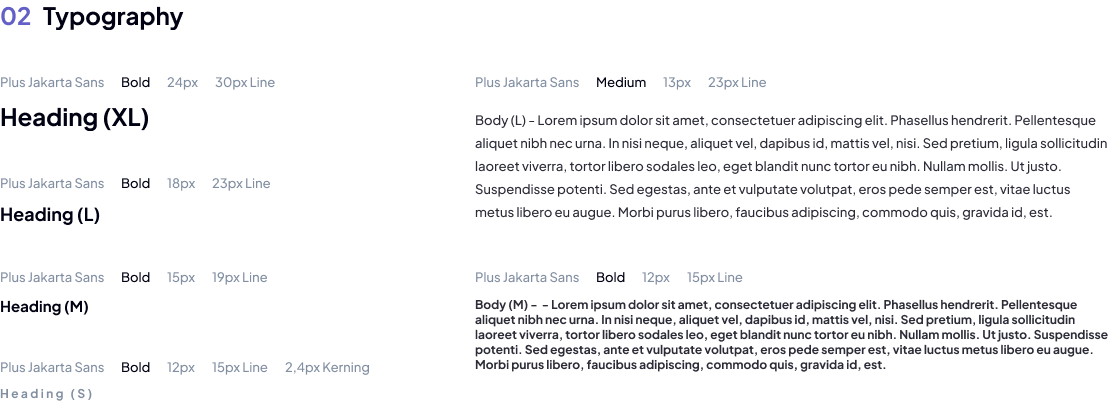 02 Typography
Plus Jakarta Sans Bold 24px 30px Line
Heading (XL)
Plus Jakarta Sans Bold 18px 23px Line
Heading (L)
Plus Jakarta Sans Bold 15px 19px Line
Heading (M)
Plus Jakarta Sans Bold 12px 15px Line 2,4px Kerning
Heading (S)
Plus Jakarta Sans Medium 13px 23px Line
Body (L) - Lorem ipsum dolor sit amet, consectetuer adipiscing elit. Phasellus hendrerit. Pellentesque
aliquet nibh nec urna. In nisi neque, aliquet vel, dapibus id, mattis vel, nisi. Sed pretium, ligula sollicitudin
laoreet viverra, tortor libero sodales leo, eget blandit nunc tortor eu nibh. Nullam mollis. Ut justo.
Suspendisse potenti. Sed egestas, ante et vulputate volutpat, eros pede semper est, vitae luctus
metus libero eu augue. Morbi purus libero, faucibus adipiscing, commodo quis, gravida id, est.
Plus Jakarta Sans Bold 12px 15px Line
Body (M) - - Lorem ipsum dolor sit amet, consectetuer adipiscing elit. Phasellus hendrerit. Pellentesque
aliquet nibh nec urna. In nisi neque, aliquet vel, dapibus id, mattis vel, nisi. Sed pretium, ligula sollicitudin
laoreet viverra, tortor libero sodales leo, eget blandit nunc tortor eu nibh. Nullam mollis. Ut justo. Suspendisse
potenti. Sed egestas, ante et vulputate volutpat, eros pede semper est, vitae luctus metus libero eu augue.
Morbi purus libero, faucibus adipiscing, commodo quis, gravida id, est.